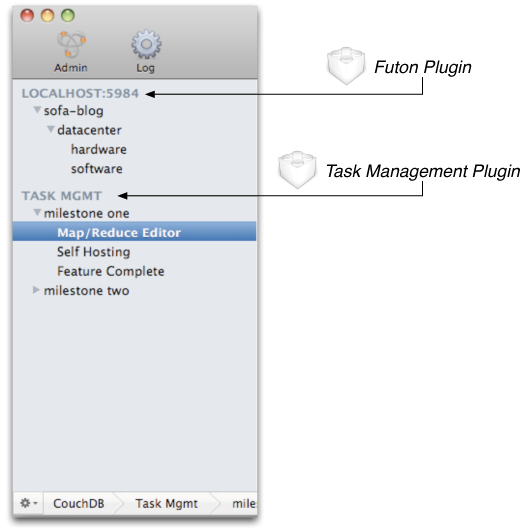 Admin
Log
LOCALHOST:5984
Futon Plugin
sofa-blog
datacenter
hardware
software
Task Management Plugin
TASK MGMT
milestone one
Map/Reduce Editor
Self Hosting
Feature Complete
milestone two
CouchDB
Task Mgmt
miles